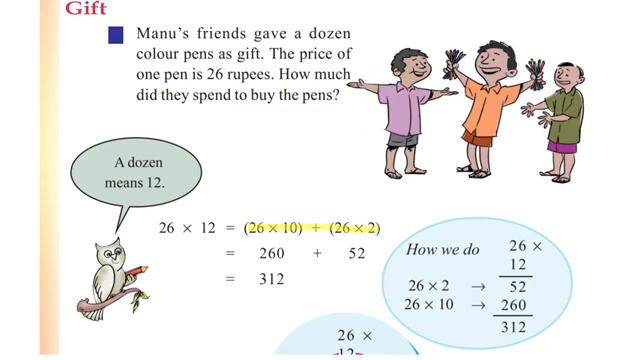 Gift
Manu's friends gave a dozen
colour pens as gift. The price of
one pen is 26 rupees. How much
did they spend to buy the pens?
A dozen
means 12.
26 × 12 = (26 × 10) + (26 × 2)
= 260 + 52
= 312
How we do
26 ×
12
26 × 2 → 52
26 × 10 → 260
312
26 ×
12